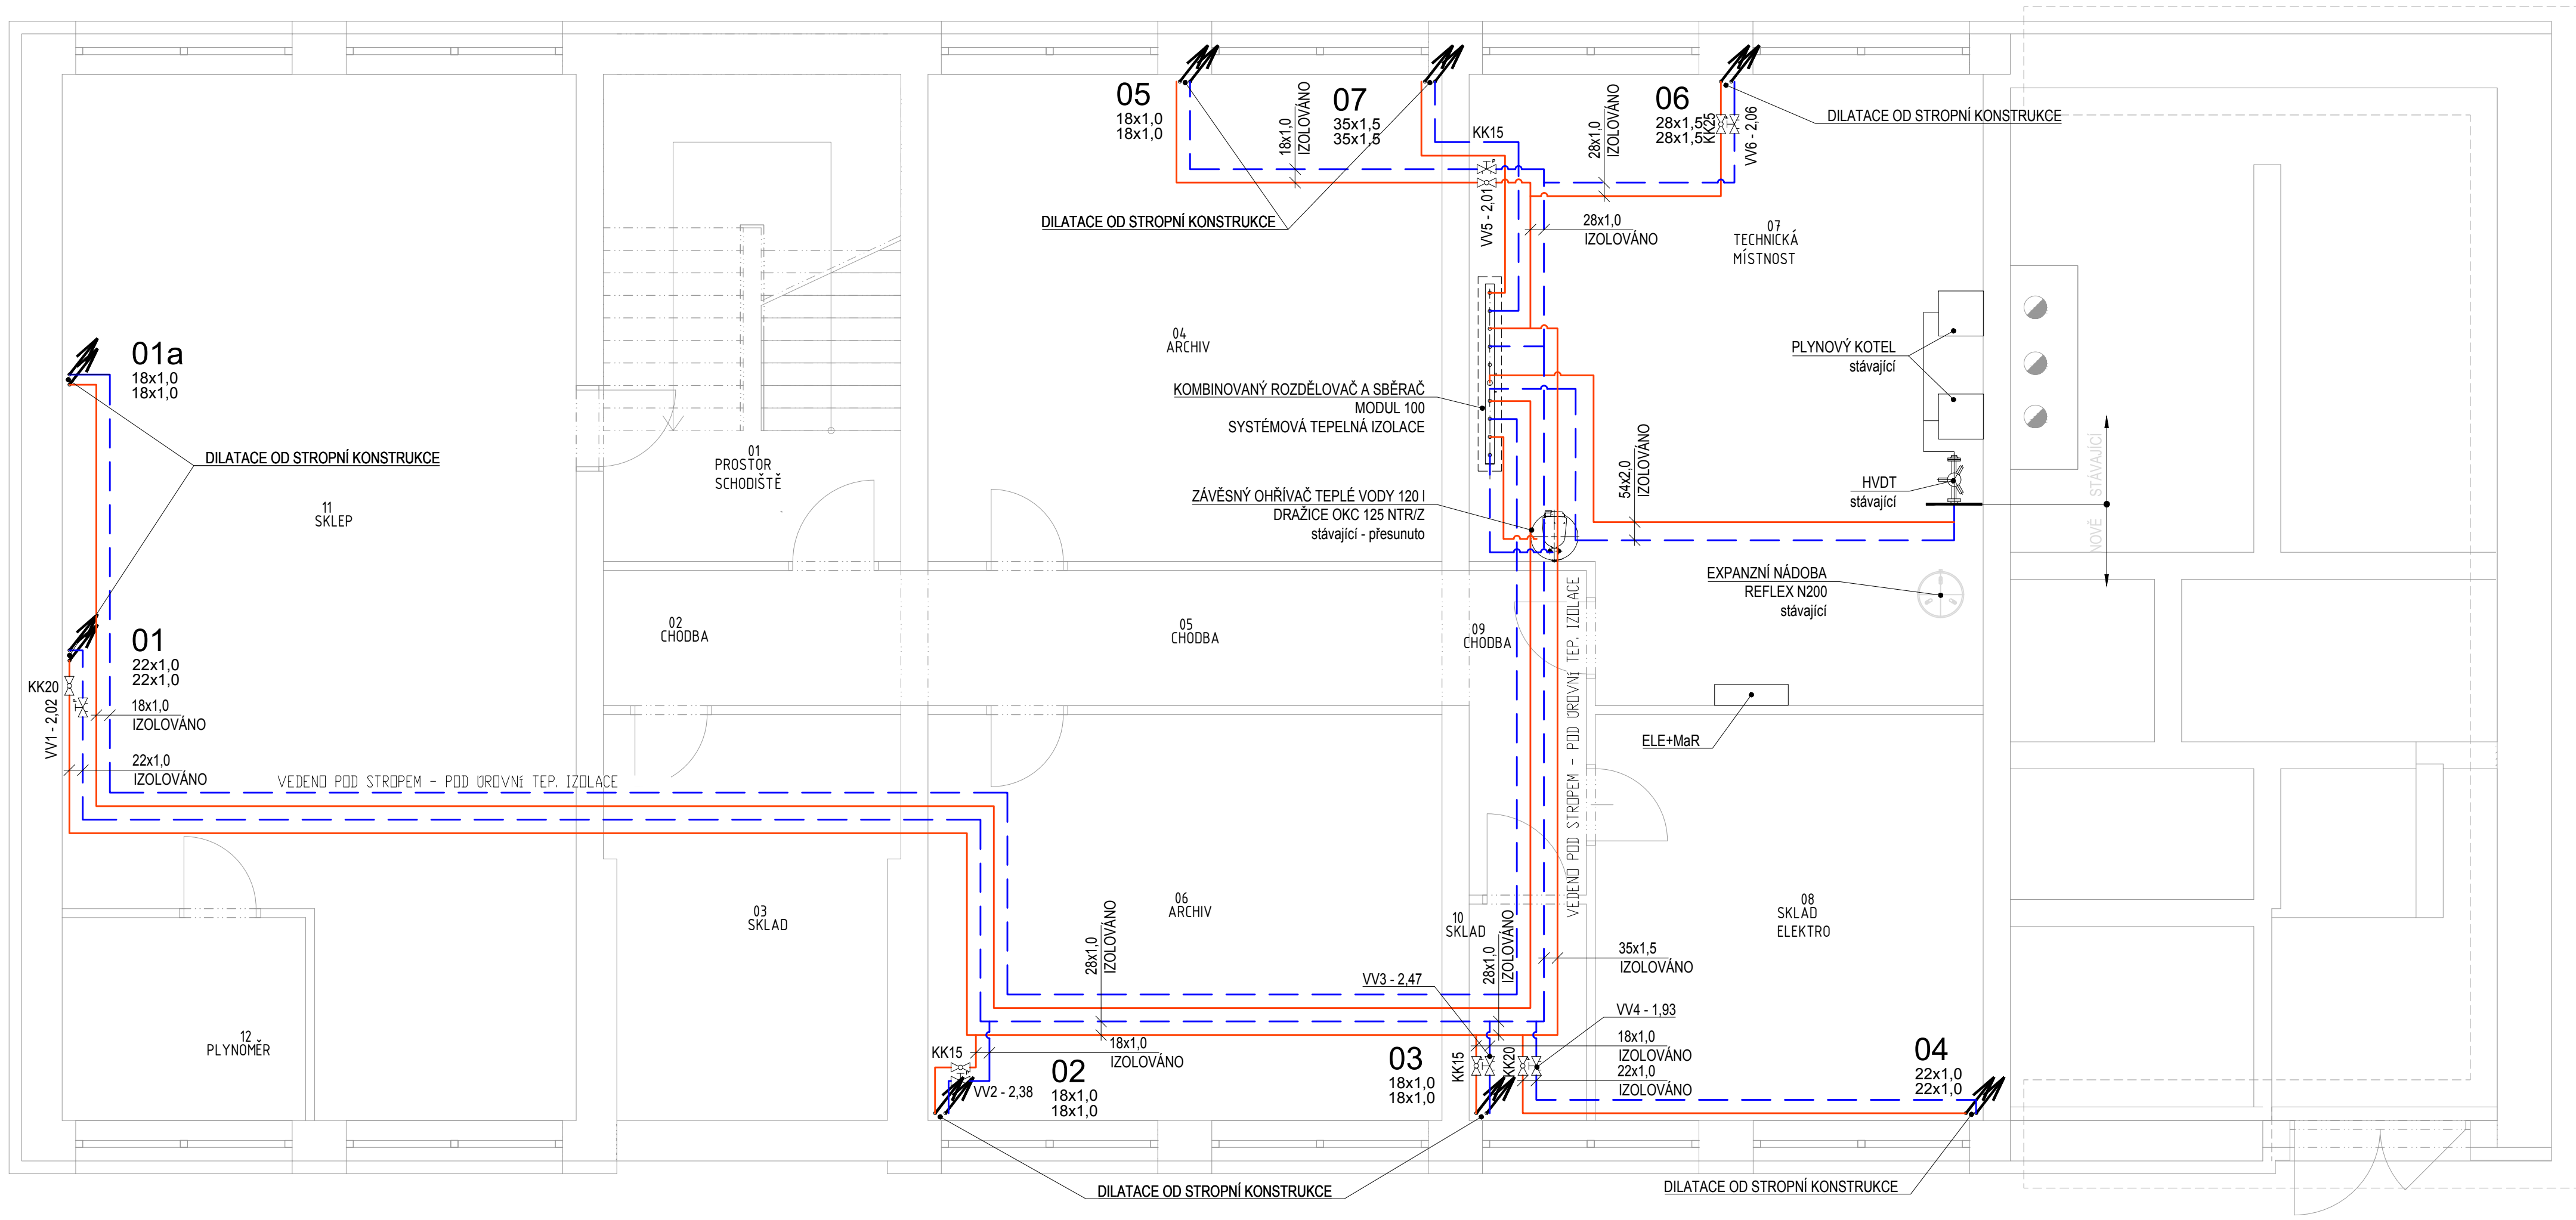 05
18x1,0
18x1,0
07
35x1,5
35x1,5
18x1,0
IZOLOVÁNO
KK15
VV5 - 2,01
28x1,0
IZOLOVÁNO
06
28x1,5
28x1,5
KK25
VV6 - 2,06
DILATACE OD STROPNÍ KONSTRUKCE
DILATACE OD STROPNÍ KONSTRUKCE
28x1,0
IZOLOVÁNO
07
TECHNICKÁ
MÍSTNOST
01a
18x1,0
18x1,0
DILATACE OD STROPNÍ KONSTRUKCE
11
SKLEP
01
PROSTOR
SCHODIŠTĚ
04
ARCHIV
KOMBINOVANÝ ROZDĚLOVAČ A SBĚRAČ
MODUL 100
SYSTÉMOVÁ TEPELNÁ IZOLACE
PLYNOVÝ KOTEL
stávající
54x2,0
IZOLOVÁNO
HVDT
stávající
STÁVAJÍCÍ
NOVĚ
ZÁVĚSNÝ OHŘÍVAČ TEPLÉ VODY 120 l
DRAŽICE OKC 125 NTR/Z
stávající - přesunuto
EXPANZNÍ NÁDOBA
REFLEX N200
stávající
01
22x1,0
22x1,0
KK20
VV1 - 2,02
18x1,0
IZOLOVÁNO
22x1,0
IZOLOVÁNO
02
CHODBA
05
CHODBA
09
CHODBA
VEDENO POD STROPEM - POD ÚROVNÍ TEP. IZOLACE
ELE+MaR
VEDENO POD STROPEM - POD ÚROVNÍ TEP. IZOLACE
03
SKLAD
06
ARCHIV
10
SKLAD
08
SKLAD
ELEKTRO
28x1,0
IZOLOVÁNO
28x1,0
IZOLOVÁNO
35x1,5
IZOLOVÁNO
VV3 - 2,47
VV4 - 1,93
12
PLYNOMĚR
KK15
18x1,0
IZOLOVÁNO
02
18x1,0
18x1,0
VV2 - 2,38
03
18x1,0
18x1,0
KK15
KK20
18x1,0
IZOLOVÁNO
22x1,0
IZOLOVÁNO
04
22x1,0
22x1,0
DILATACE OD STROPNÍ KONSTRUKCE
DILATACE OD STROPNÍ KONSTRUKCE